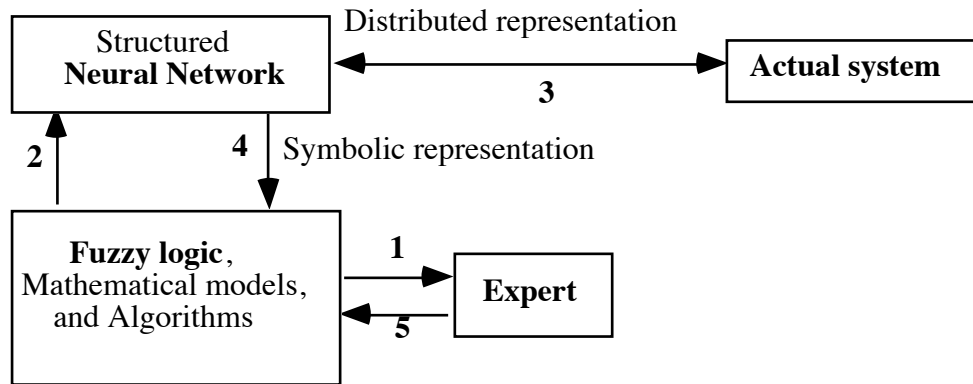 Distributed representation
Structured
Neural Network
Actual system
3
2
4
Symbolic representation
Fuzzy logic,
Mathematical models,
and Algorithms
1
Expert
5